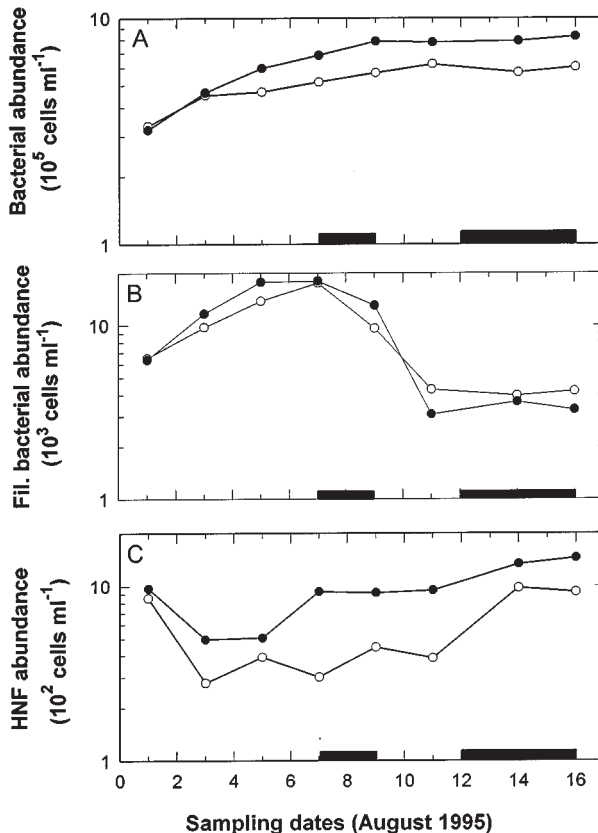 A
Bacterial abundance
(10⁵ cells ml⁻¹)
10
1
B
Fil. bacterial abundance
(10³ cells ml⁻¹)
10
1
C
HNF abundance
(10² cells ml⁻¹)
10
1
0 2 4 6 8 10 12 14 16
Sampling dates (August 1995)